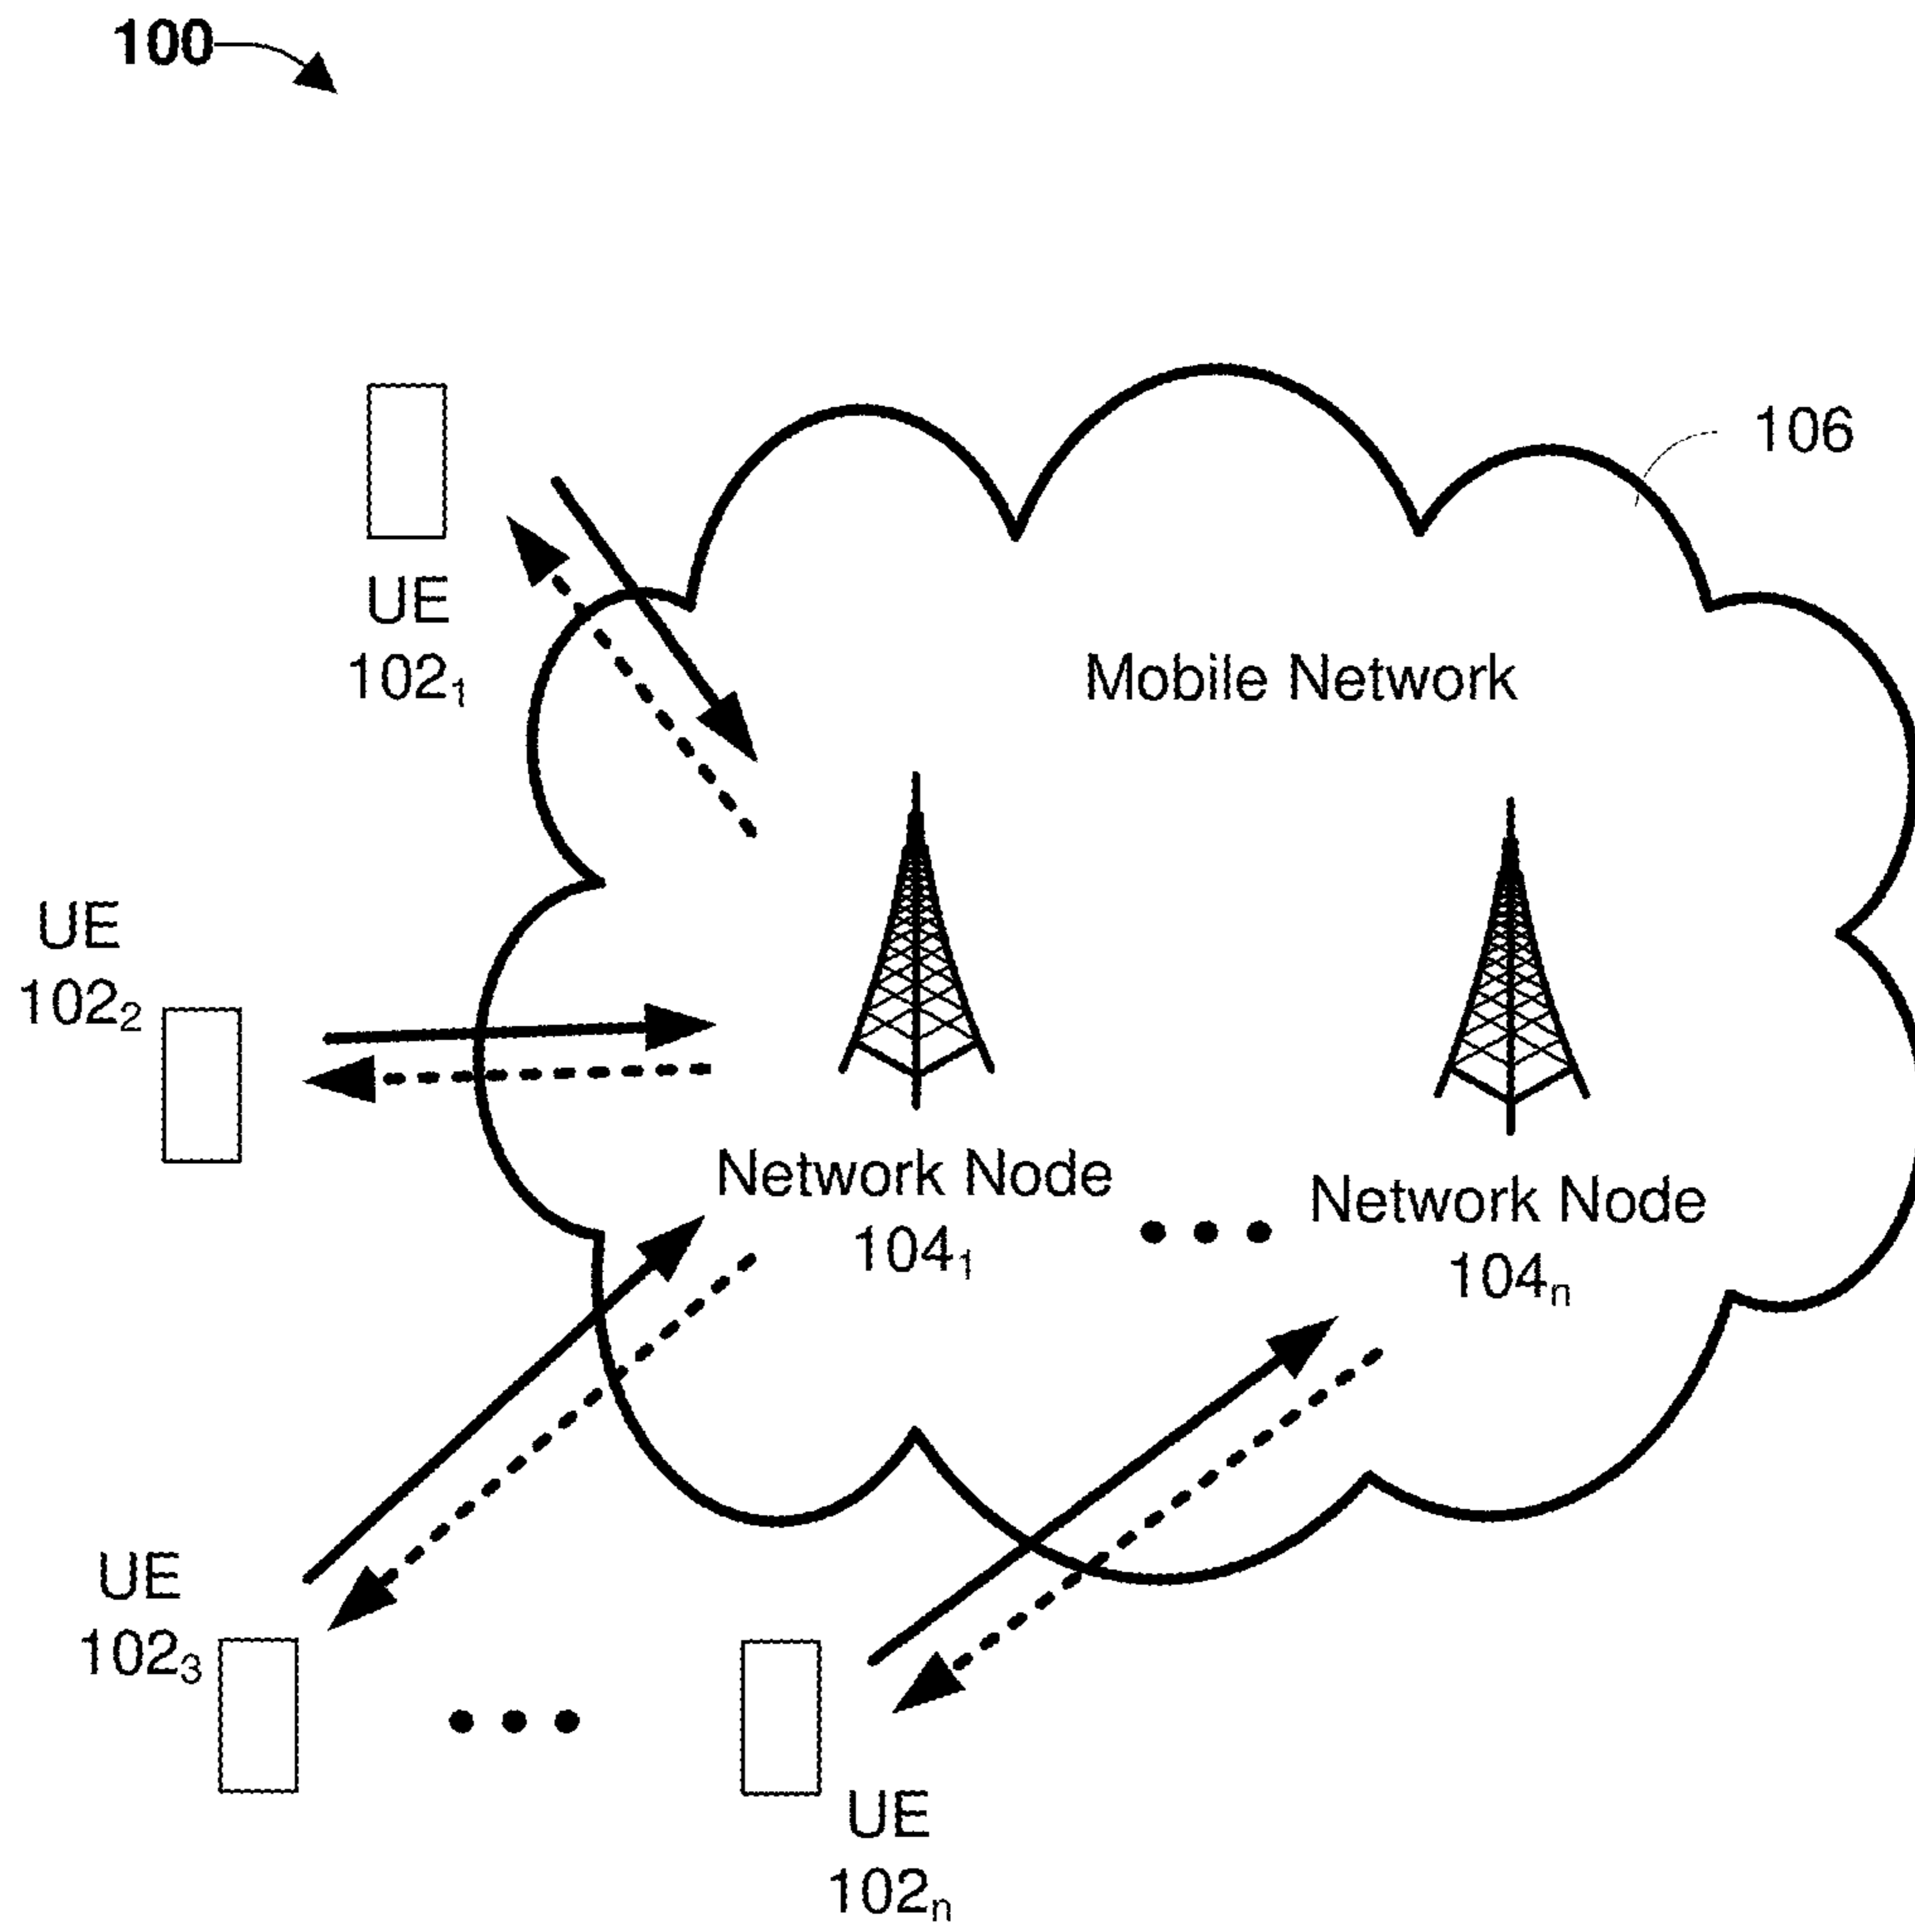 100
106
UE
102₁
Mobile Network
UE
102₂
Network Node
104₁
Network Node
104ₙ
UE
102₃
UE
102ₙ